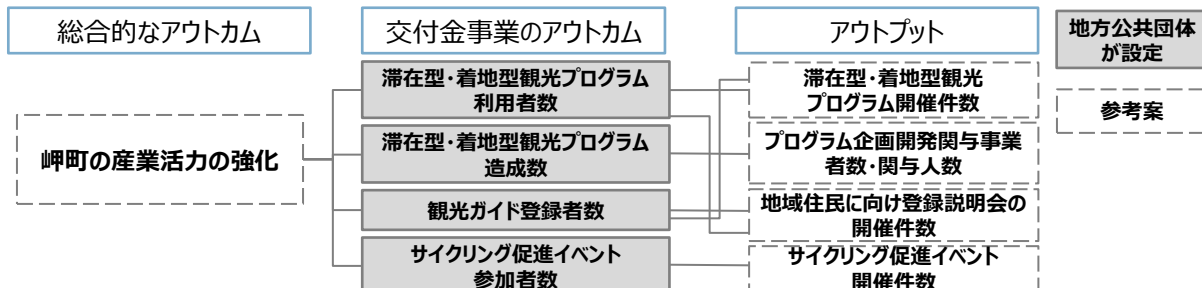 総合的なアウトカム
交付金事業のアウトカム
アウトプット
地方公共団体
が設定
参考案
岬町の産業活力の強化
滞在型・着地型観光プログラム
利用者数
滞在型・着地型観光プログラム
造成数
観光ガイド登録者数
サイクリング促進イベント
参加者数
滞在型・着地型観光
プログラム開催件数
プログラム企画開発関与事業
者数・関与人数
地域住民に向け登録説明会の
開催件数
サイクリング促進イベント
開催件数